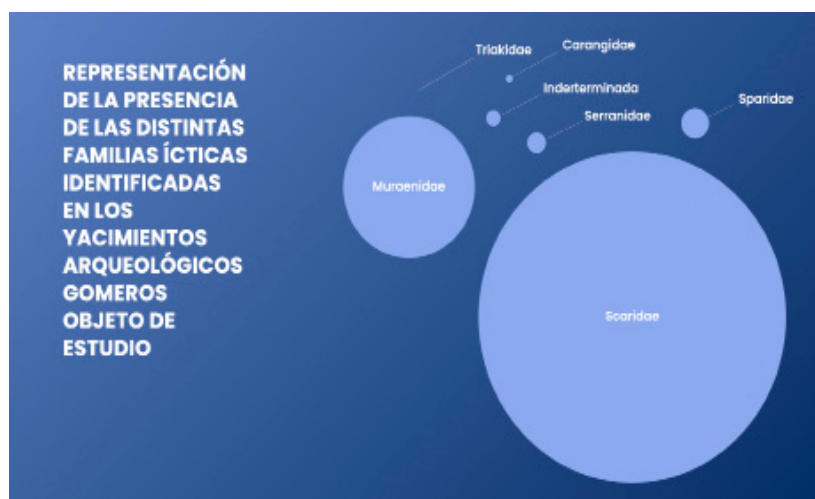 REPRESENTACIÓN
DE LA PRESENCIA
DE LAS DISTINTAS
FAMILIAS ÍCTICAS
IDENTIFICADAS
EN LOS
YACIMIENTOS
ARQUEOLÓGICOS
GOMEROS
OBJETO DE
ESTUDIO
Triakidae
Carangidae
Inderterminada
Serranidae
Sparidae
Muraenidae
Scaridae